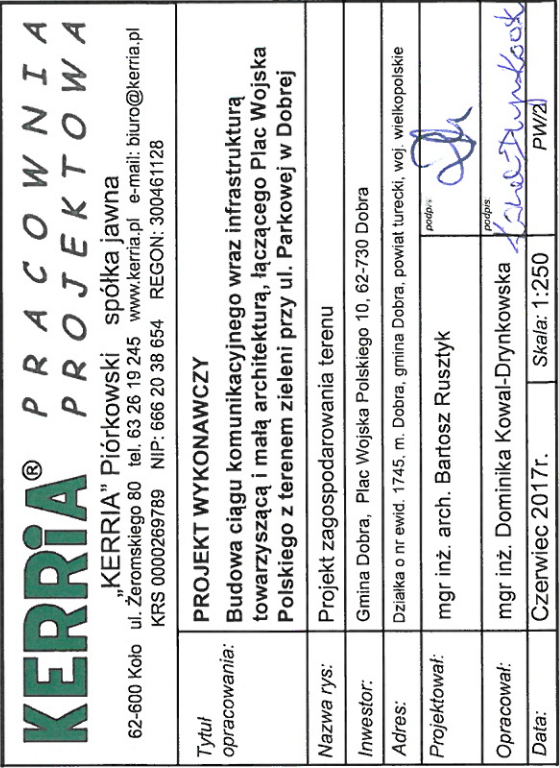 KERRiA® PRACOWNIA
PROJEKTOWA
„KERRIA” Piórkowski spółka jawna
62-600 Koło ul. Żeromskiego 80 tel. 63 26 19 245 www.kerria.pl e-mail: biuro@kerria.pl
KRS 0000269789 NIP: 666 20 38 654 REGON: 300461128
Tytuł opracowania:
PROJEKT WYKONAWCZY
Budowa ciągu komunikacyjnego wraz infrastrukturą
towarzyszącą i małą architekturą, łączącego Plac Wojska
Polskiego z terenem zieleni przy ul. Parkowej w Dobrej
Nazwa rys: Projekt zagospodarowania terenu
Inwestor: Gmina Dobra, Plac Wojska Polskiego 10, 62-730 Dobra
Adres: Działka o nr ewid. 1745, m. Dobra, gmina Dobra, powiat turecki, woj. wielkopolskie
Projektował: mgr inż. arch. Bartosz Rusztyk podpis:
Opracował: mgr inż. Dominika Kowal-Drynkowska podpis: Kowal-Drynkowsk
Data: Czerwiec 2017r. Skala: 1:250 PW/2